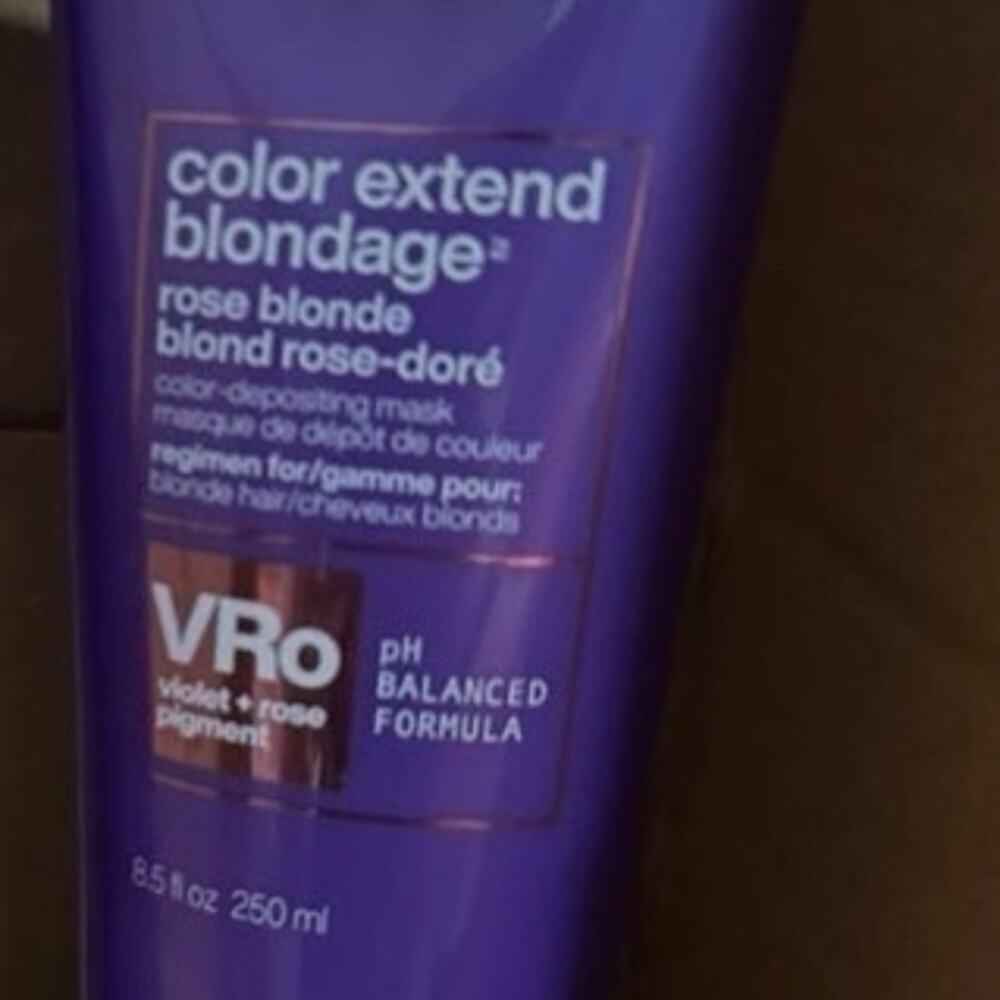 color extend
blondage
rose blonde
blond rose-doré
color-depositing mask
masque de dépôt de couleur
regimen for/gamme pour:
blonde hair/cheveux blonds
VRo
violet + rose
pigment
pH
BALANCED
FORMULA
8.5 fl oz 250 ml